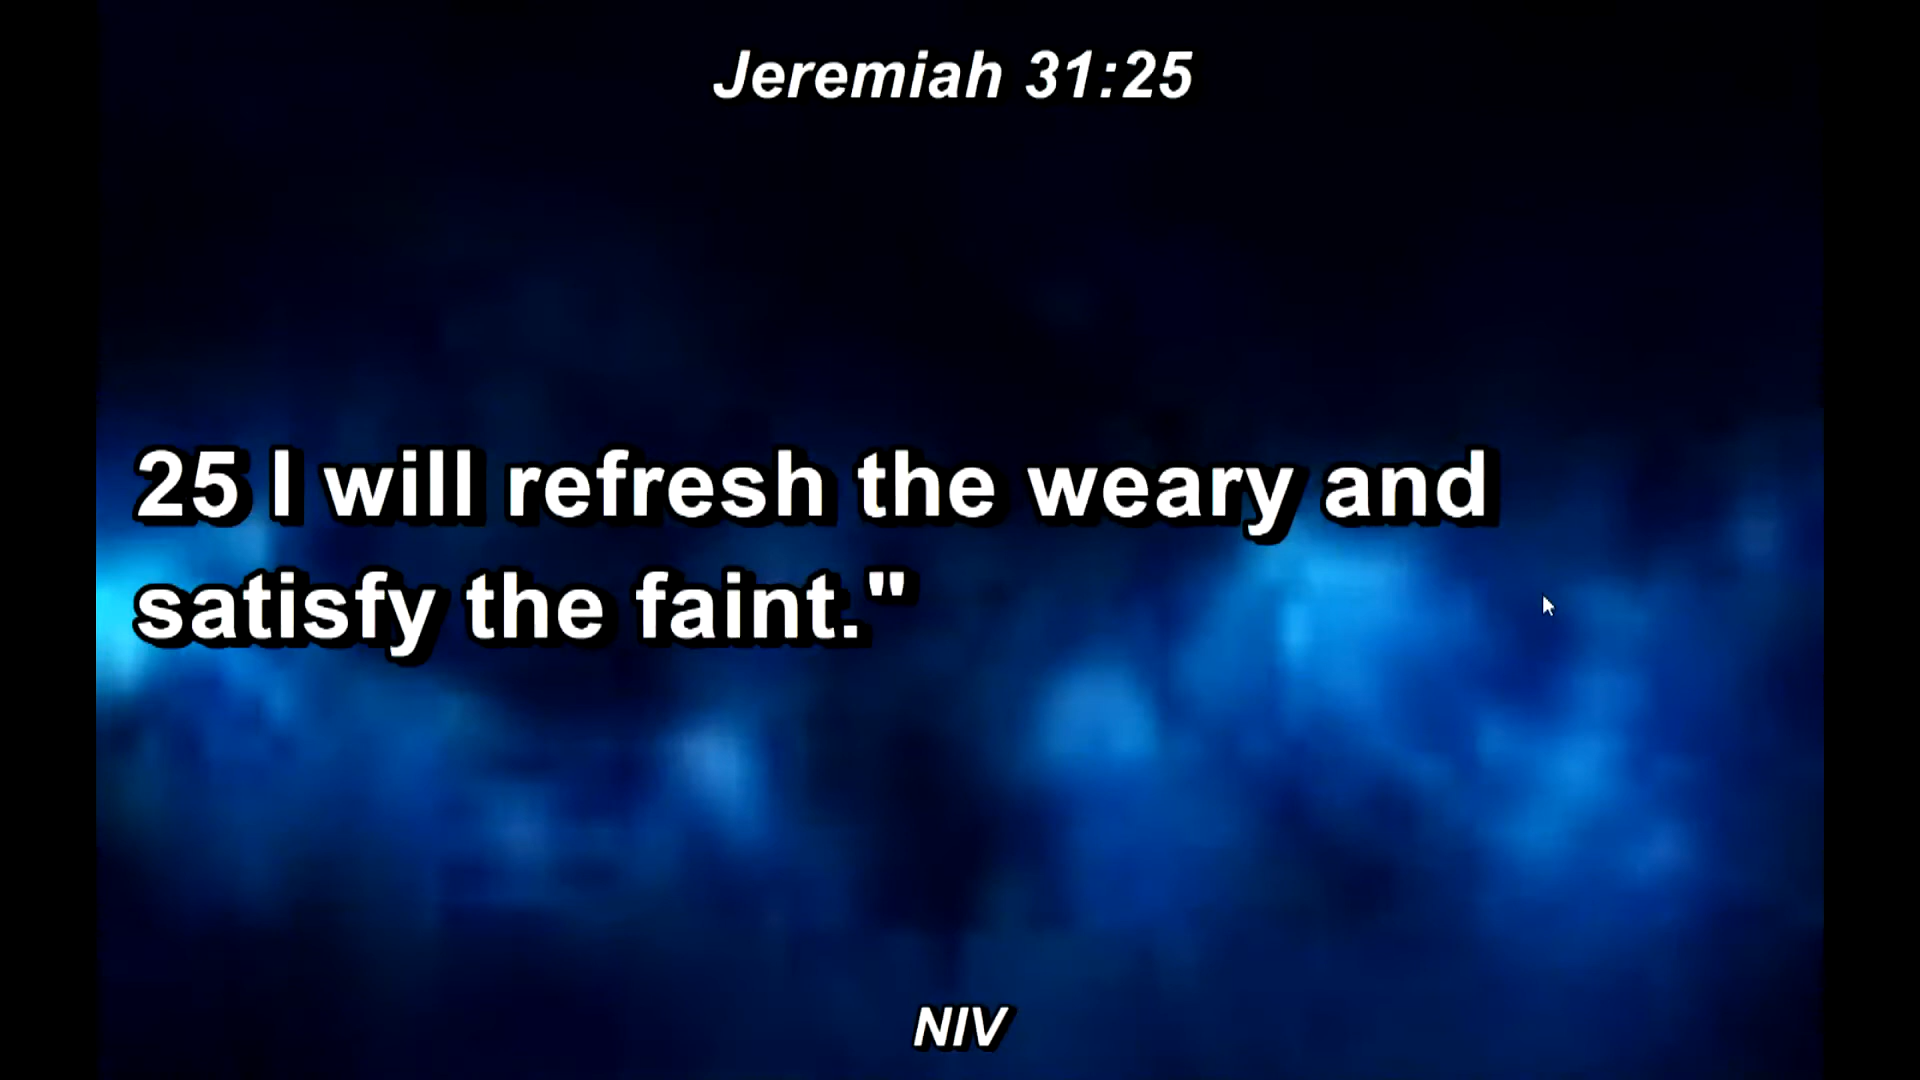 Jeremiah 31:25
25 I will refresh the weary and
satisfy the faint."
NIV